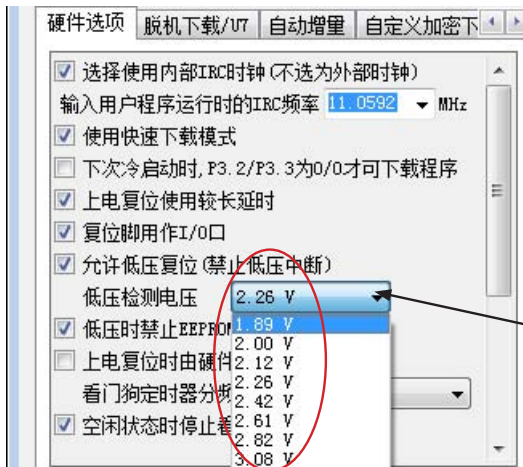 硬件选项 脱机下载/U7 自动增量 自定义加密下
选择使用内部IRC时钟(不选为外部时钟)
输入用户程序运行时的IRC频率 11.0592 MHz
使用快速下载模式
下次冷启动时,P3.2/P3.3为0/0才可下载程序
上电复位使用较长延时
复位脚用作I/O口
允许低压复位(禁止低压中断)
低压检测电压 2.26 V
低压时禁止EEPROM
1.89 V
2.00 V
上电复位时由硬件
2.12 V
2.26 V
看门狗定时器分频
2.42 V
空闲状态时停止看
2.61 V
2.82 V
3.08 V